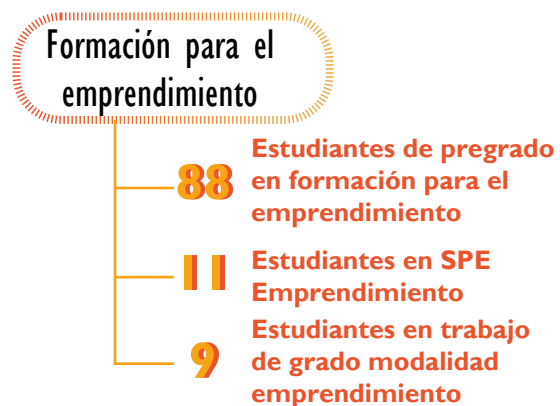 Formación para el
emprendimiento
88
Estudiantes de pregrado
en formación para el
emprendimiento
11
Estudiantes en SPE
Emprendimiento
9
Estudiantes en trabajo
de grado modalidad
emprendimiento